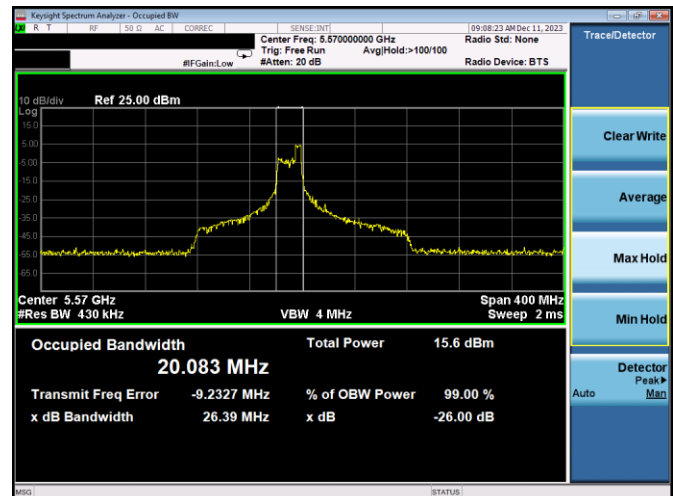 Keysight Spectrum Analyzer - Occupied BW
R T RF 50 Ω AC CORREC SENSE:INT 09:08:23 AM Dec 11, 2023
Center Freq: 5.570000000 GHz Radio Std: None
Trig: Free Run Avg|Hold:>100/100
#IFGain:Low #Atten: 20 dB Radio Device: BTS
10 dB/div Ref 25.00 dBm
Log
15.0
5.00
-5.00
-15.0
-25.0
-35.0
-45.0
-55.0
-65.0
Center 5.57 GHz Span 400 MHz
#Res BW 430 kHz VBW 4 MHz Sweep 2 ms
Occupied Bandwidth Total Power 15.6 dBm
20.083 MHz
Transmit Freq Error -9.2327 MHz % of OBW Power 99.00 %
x dB Bandwidth 26.39 MHz x dB -26.00 dB
MSG STATUS
Trace/Detector
Clear Write
Average
Max Hold
Min Hold
Detector
Peak▶
Auto Man